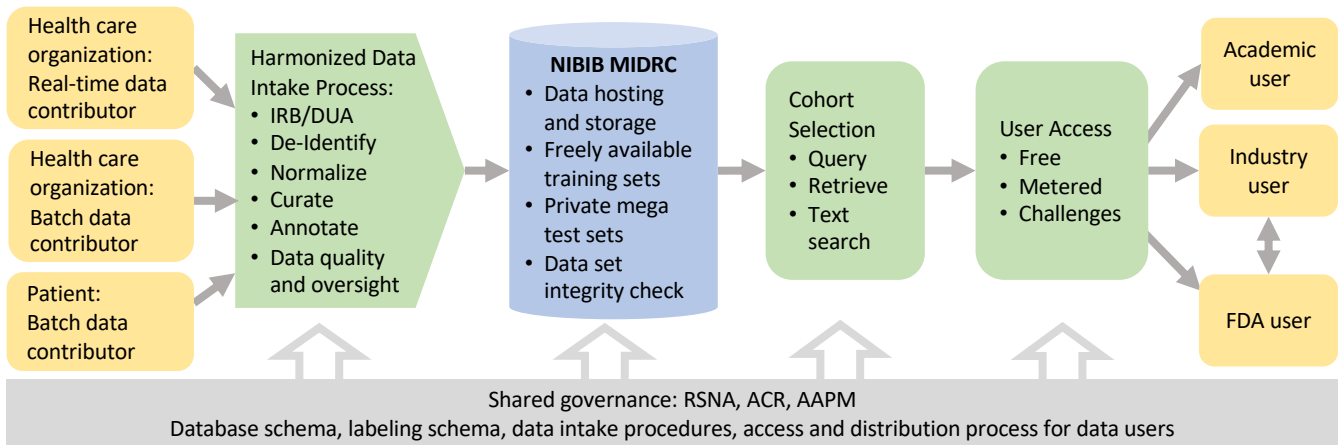 Health care
organization:
Real-time data
contributor
Health care
organization:
Batch data
contributor
Patient:
Batch data
contributor
Harmonized Data
Intake Process:
• IRB/DUA
• De-Identify
• Normalize
• Curate
• Annotate
• Data quality
and oversight
NIBIB MIDRC
• Data hosting
and storage
• Freely available
training sets
• Private mega
test sets
• Data set
integrity check
Cohort
Selection
• Query
• Retrieve
• Text
search
User Access
• Free
• Metered
• Challenges
Academic
user
Industry
user
FDA user
Shared governance: RSNA, ACR, AAPM
Database schema, labeling schema, data intake procedures, access and distribution process for data users